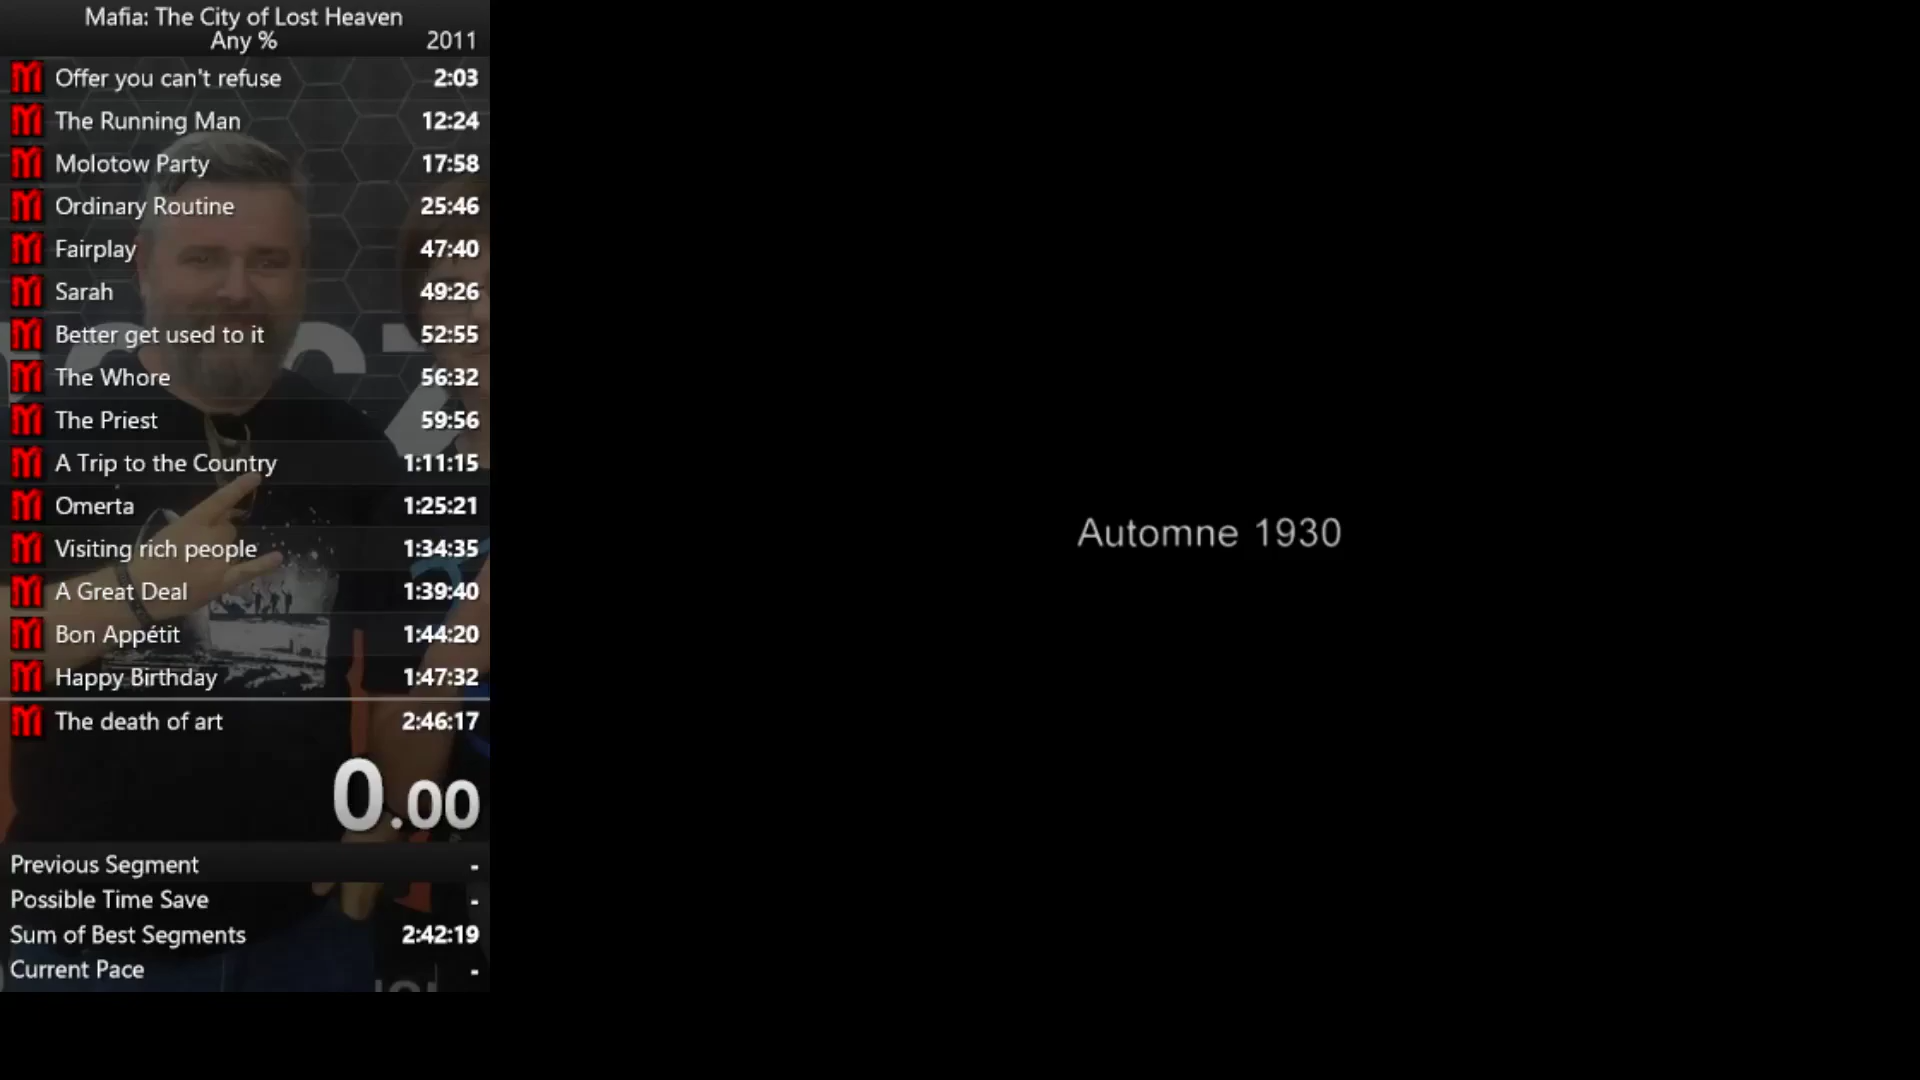 Mafia: The City of Lost Heaven
Any % 2011
Offer you can't refuse 2:03
The Running Man 12:24
Molotow Party 17:58
Ordinary Routine 25:46
Fairplay 47:40
Sarah 49:26
Better get used to it 52:55
The Whore 56:32
The Priest 59:56
A Trip to the Country 1:11:15
Omerta 1:25:21
Visiting rich people 1:34:35
A Great Deal 1:39:40
Bon Appétit 1:44:20
Happy Birthday 1:47:32
The death of art 2:46:17
0.00
Previous Segment -
Possible Time Save -
Sum of Best Segments 2:42:19
Current Pace -
Automne 1930